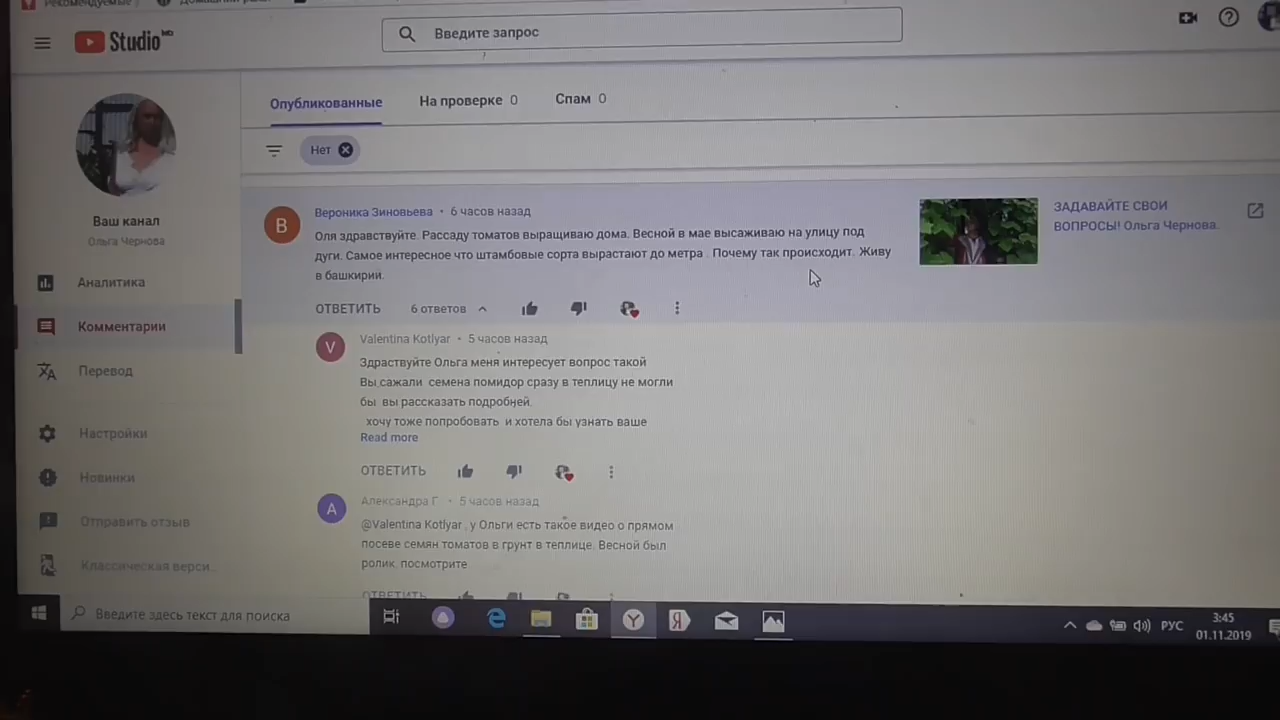 Рекомендуемые
Studio
Введите запрос
Опубликованные
На проверке 0
Спам 0
Нет
Ваш канал
Ольга Чернова
Аналитика
Комментарии
Перевод
Настройки
Новинки
Отправить отзыв
Классическая верси...
В
Вероника Зиновьева • 6 часов назад
Оля здравствуйте. Рассаду томатов выращиваю дома. Весной в мае высаживаю на улицу под
дуги. Самое интересное что штамбовые сорта вырастают до метра . Почему так происходит. Живу
в башкирий.
ОТВЕТИТЬ 6 ответов
ЗАДАВАЙТЕ СВОИ
ВОПРОСЫ! Ольга Чернова.
V
Valentina Kotlyar • 5 часов назад
Здраствуйте Ольга меня интересует вопрос такой
Вы сажали семена помидор сразу в теплицу не могли
бы вы рассказать подробней.
хочу тоже попробовать и хотела бы узнать ваше
Read more
ОТВЕТИТЬ
А
Александра Г. • 5 часов назад
@Valentina Kotlyar , у Ольги есть такое видео о прямом
посеве семян томатов в грунт в теплице. Весной был
ролик, посмотрите
ОТВЕТИТЬ
Введите здесь текст для поиска
РУС
3:45
01.11.2019